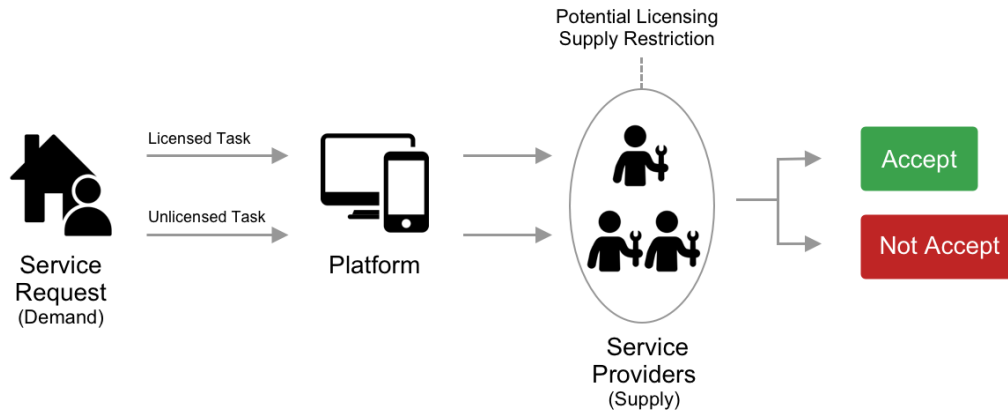 Potential Licensing
Supply Restriction
Licensed Task
Unlicensed Task
Service
Request
(Demand)
Platform
Service
Providers
(Supply)
Accept
Not Accept